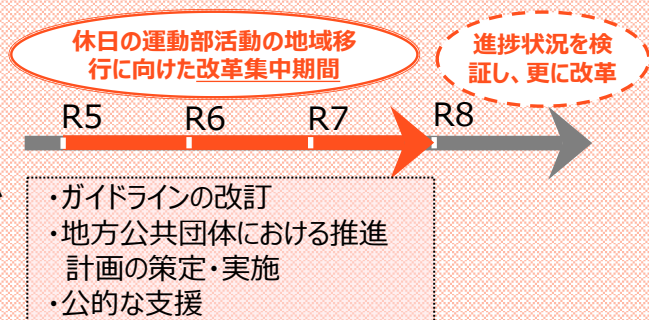 休日の運動部活動の地域移
行に向けた改革集中期間
進捗状況を検
証し、更に改革
R5 R6 R7 R8
・ガイドラインの改訂
・地方公共団体における推進
計画の策定・実施
・公的な支援